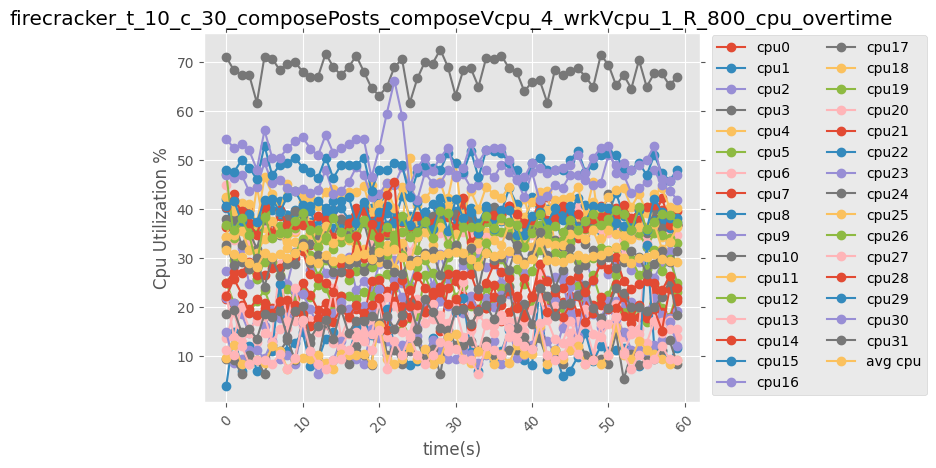 firecracker_t_10_c_30_composePosts_composeVcpu_4_wrkVcpu_1_R_800_cpu_overtime
Cpu Utilization %
70
60
50
40
30
20
10
0
10
20
30
40
50
60
time(s)
cpu0
cpu1
cpu2
cpu3
cpu4
cpu5
cpu6
cpu7
cpu8
cpu9
cpu10
cpu11
cpu12
cpu13
cpu14
cpu15
cpu16
cpu17
cpu18
cpu19
cpu20
cpu21
cpu22
cpu23
cpu24
cpu25
cpu26
cpu27
cpu28
cpu29
cpu30
cpu31
avg cpu